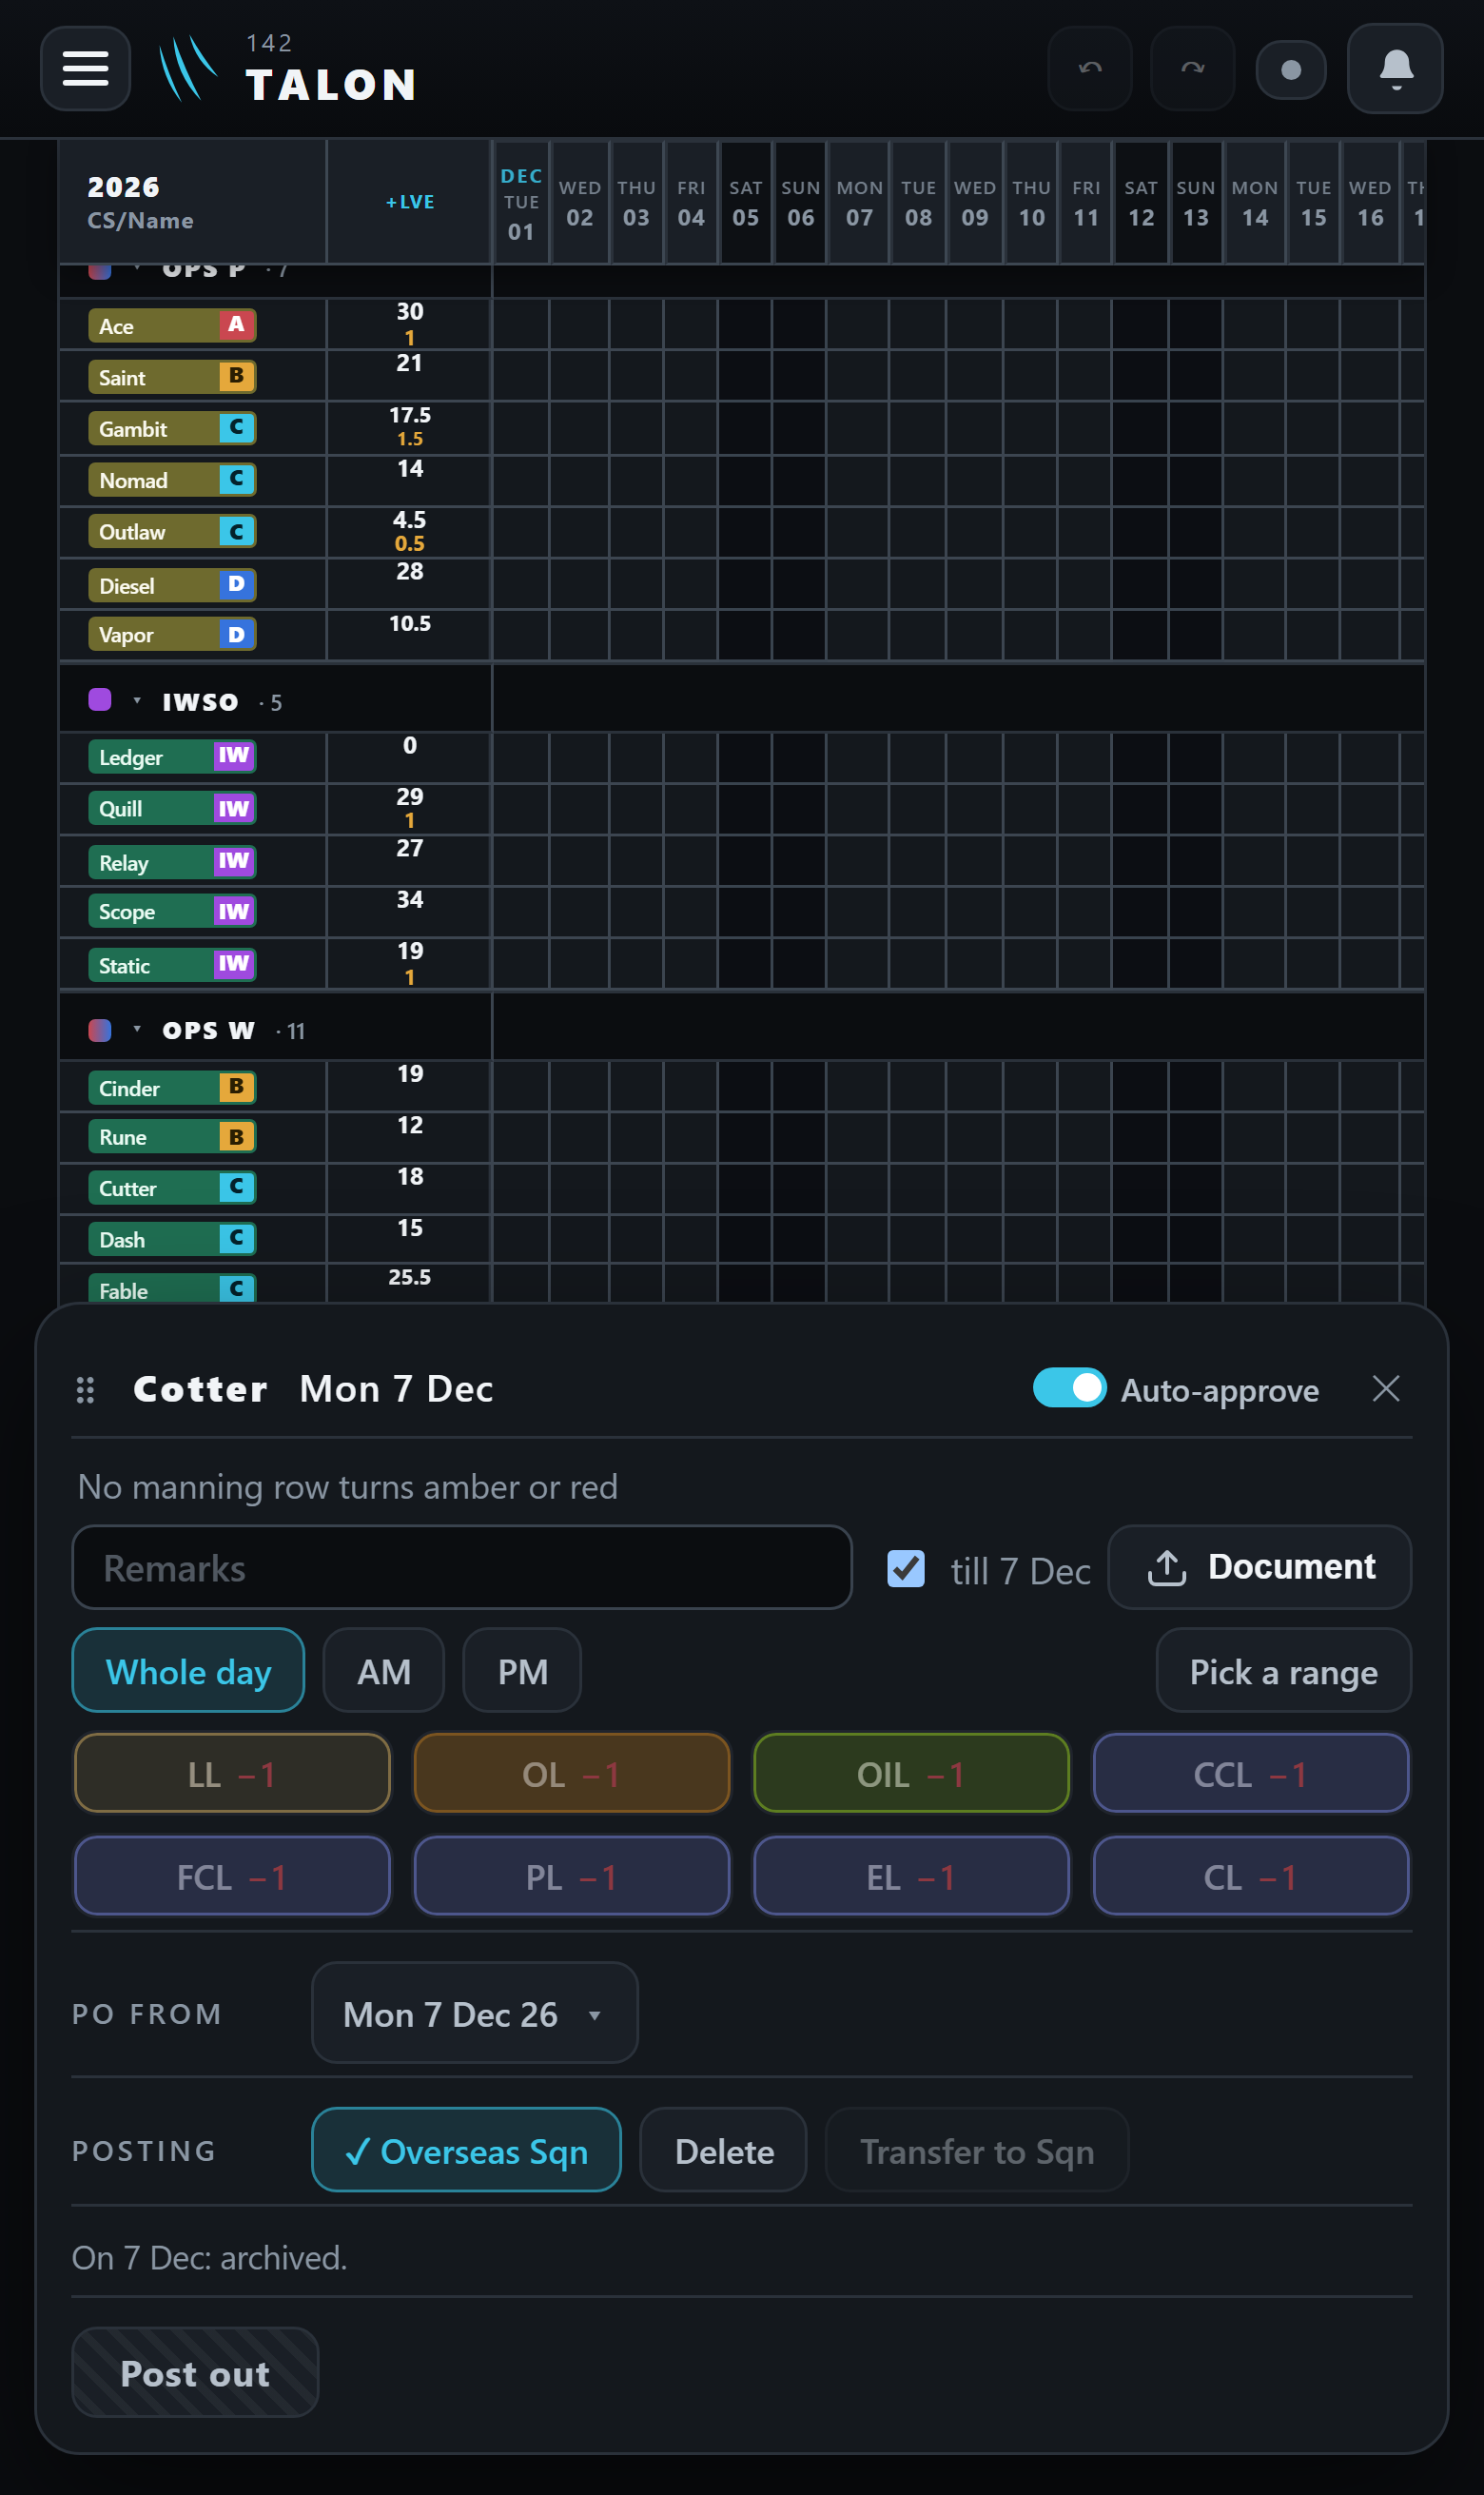 142
TALON
2026
CS/Name
+LVE
DEC
TUE
01
WED
02
THU
03
FRI
04
SAT
05
SUN
06
MON
07
TUE
08
WED
09
THU
10
FRI
11
SAT
12
SUN
13
MON
14
TUE
15
WED
16
OPS P · 7
Ace A 30
1
Saint B 21
Gambit C 17.5
1.5
Nomad C 14
Outlaw C 4.5
0.5
Diesel D 28
Vapor D 10.5
IWSO · 5
Ledger IW 0
Quill IW 29
1
Relay IW 27
Scope IW 34
Static IW 19
1
OPS W · 11
Cinder B 19
Rune B 12
Cutter C 18
Dash C 15
Fable C 25.5
Cotter Mon 7 Dec Auto-approve
No manning row turns amber or red
Remarks till 7 Dec Document
Whole day AM PM Pick a range
LL −1 OL −1 OIL −1 CCL −1
FCL −1 PL −1 EL −1 CL −1
PO FROM Mon 7 Dec 26
POSTING ✓ Overseas Sqn Delete Transfer to Sqn
On 7 Dec: archived.
Post out